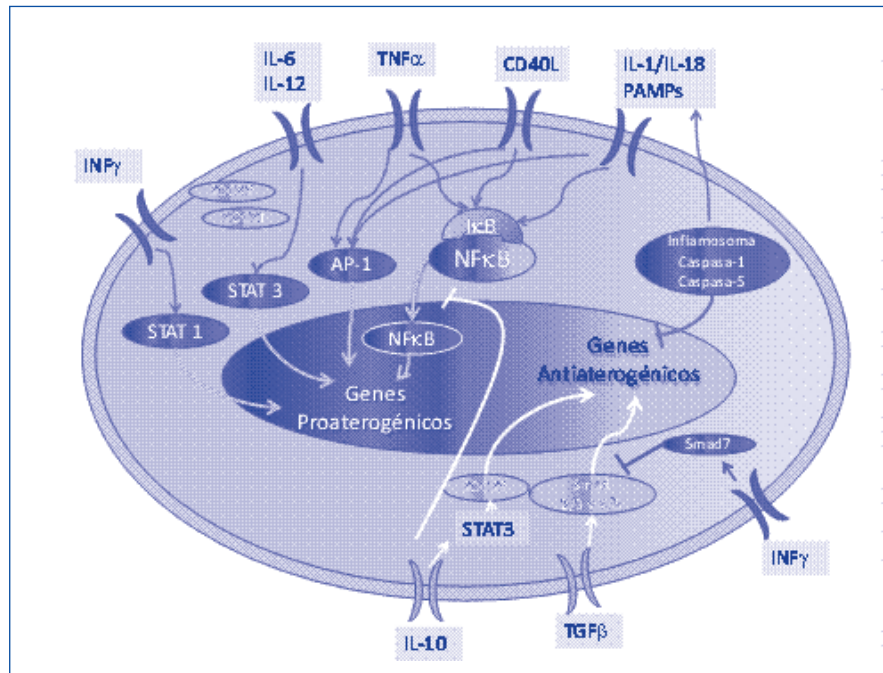 IL-6
IL-12
TNFα
CD40L
IL-1/IL-18
PAMPs
INFγ
IκB
NFκB
AP-1
STAT 3
STAT 1
NFκB
Inflamosoma
Caspasa-1
Caspasa-5
Genes
Proaterogénicos
Genes
Antiaterogénicos
Smad7
STAT3
INFγ
IL-10
TGFβ